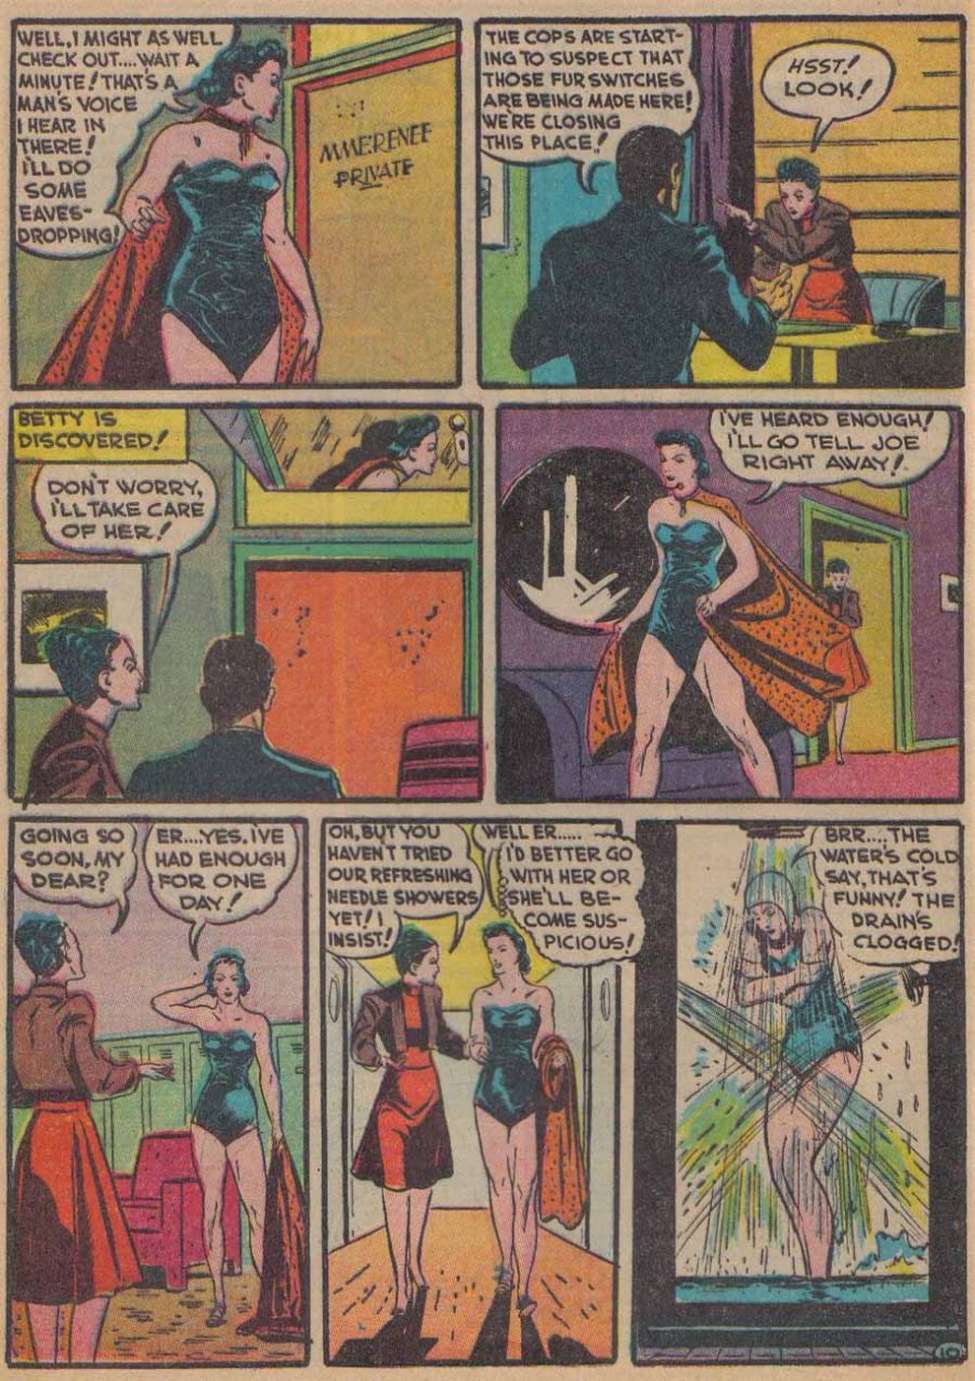 WELL, I MIGHT AS WELL
CHECK OUT....WAIT A
MINUTE! THAT'S A
MAN'S VOICE
I HEAR IN
THERE!
I'LL DO
SOME
EAVES-
DROPPING!
MME. RENEE
PRIVATE
THE COPS ARE START-
ING TO SUSPECT THAT
THOSE FUR SWITCHES
ARE BEING MADE HERE!
WE'RE CLOSING
THIS PLACE!
HSST!
LOOK!
BETTY IS
DISCOVERED!
DON'T WORRY,
I'LL TAKE CARE
OF HER!
I'VE HEARD ENOUGH!
I'LL GO TELL JOE
RIGHT AWAY!
GOING SO
SOON, MY
DEAR?
ER....YES. I'VE
HAD ENOUGH
FOR ONE
DAY!
OH, BUT YOU
HAVEN'T TRIED
OUR REFRESHING
NEEDLE SHOWERS
YET! I
INSIST!
WELL ER.....
I'D BETTER GO
WITH HER OR
SHE'LL BE-
COME SUS-
PICIOUS!
BRR....THE
WATER'S COLD
SAY, THAT'S
FUNNY! THE
DRAIN'S
CLOGGED!
10